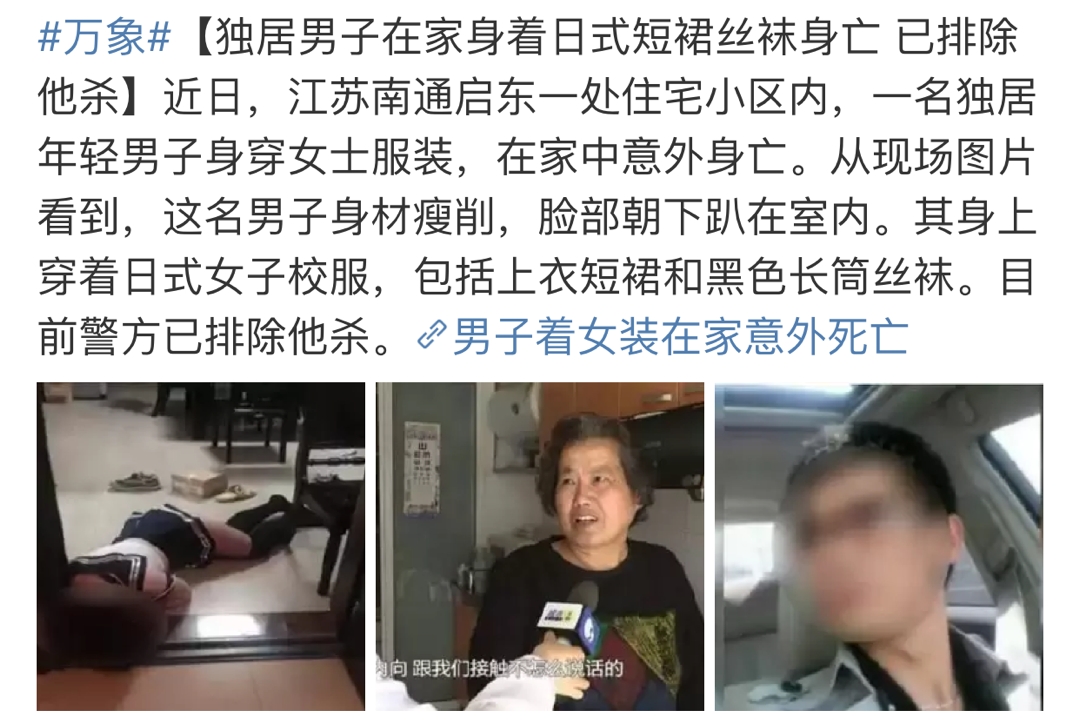 #万象#【独居男子在家身着日式短裙丝袜身亡 已排除
他杀】近日，江苏南通启东一处住宅小区内，一名独居
年轻男子身穿女士服装，在家中意外身亡。从现场图片
看到，这名男子身材瘦削，脸部朝下趴在室内。其身上
穿着日式女子校服，包括上衣短裙和黑色长筒丝袜。目
前警方已排除他杀。男子着女装在家意外死亡
向 跟我们接触不怎么说话的